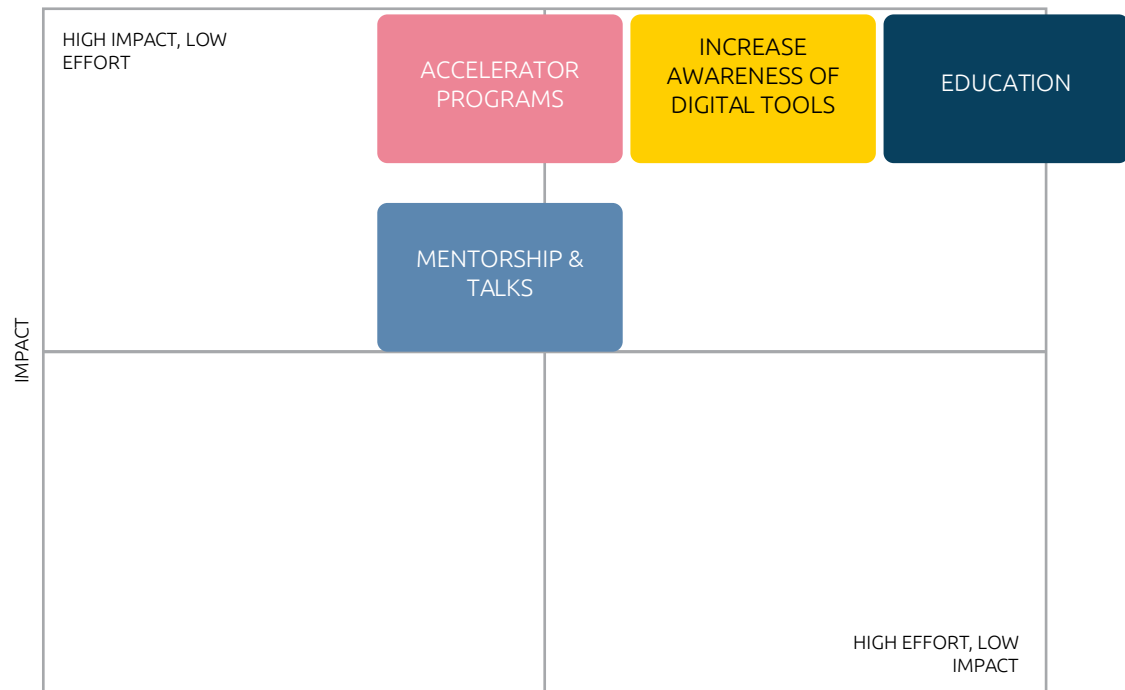 HIGH IMPACT, LOW
EFFORT
ACCELERATOR
PROGRAMS
INCREASE
AWARENESS OF
DIGITAL TOOLS
EDUCATION
MENTORSHIP &
TALKS
IMPACT
HIGH EFFORT, LOW
IMPACT